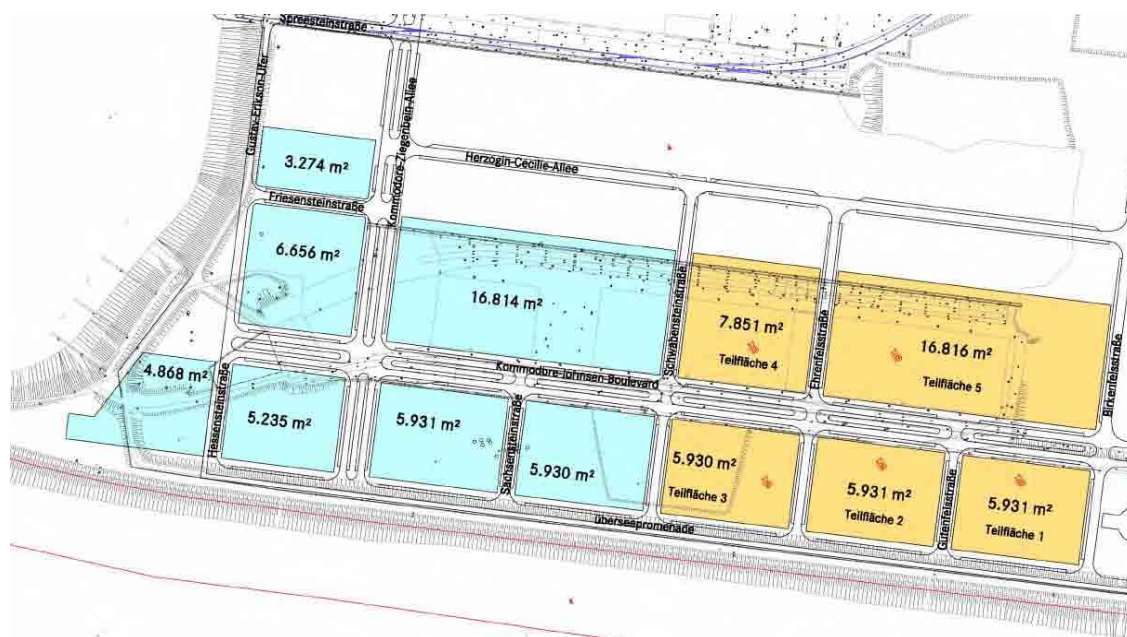 Spreesteinstraße
Gustav-Erikson-Ufer
Kommodore-Ziegenbein-Allee
Herzogin-Cecilie-Allee
3.274 m²
Friesensteinstraße
6.656 m²
16.814 m²
Schwabensteinstraße
7.851 m²
Teilfläche 4
Ehrenfelsstraße
16.816 m²
Teilfläche 5
Birkenfelsstraße
Kommodore-Johnsen-Boulevard
4.868 m²
Hessensteinstraße
5.235 m²
5.931 m²
Sachsensteinstraße
5.930 m²
5.930 m²
Teilfläche 3
5.931 m²
Teilfläche 2
5.931 m²
Teilfläche 1
überseepromenade